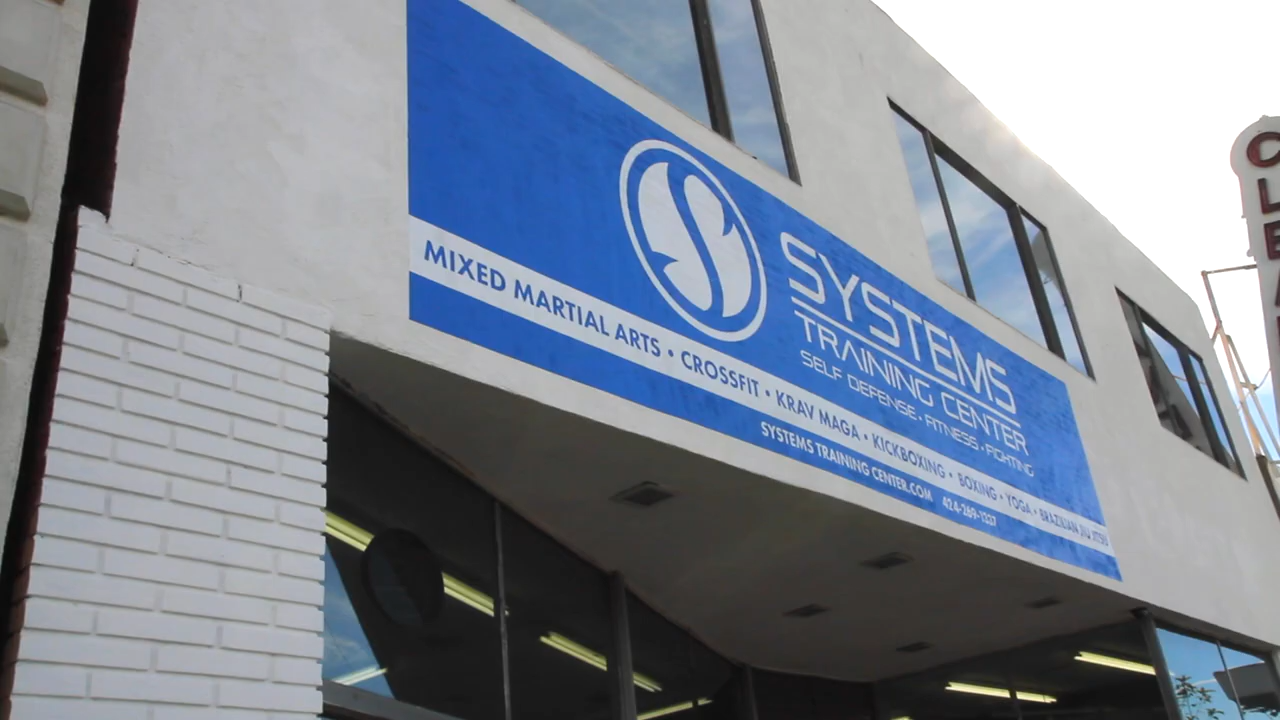 SYSTEMS
TRAINING CENTER
SELF DEFENSE • FITNESS • FIGHTING
MIXED MARTIAL ARTS • CROSSFIT • KRAV MAGA • KICKBOXING • BOXING • YOGA • BRAZILIAN JIU JITSU
SYSTEMS TRAINING CENTER.COM 424-269-1337
CLEA